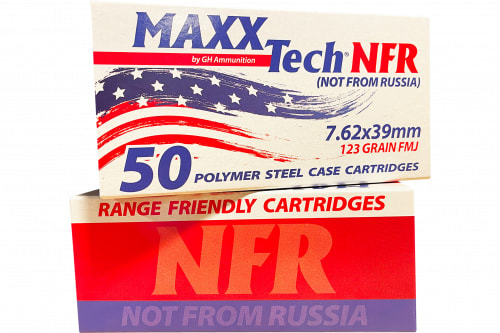 MAXX
Tech® NFR
by GH Ammunition
(NOT FROM RUSSIA)
7.62x39mm
123 GRAIN FMJ
50 POLYMER STEEL CASE CARTRIDGES
RANGE FRIENDLY CARTRIDGES
NFR
NOT FROM RUSSIA